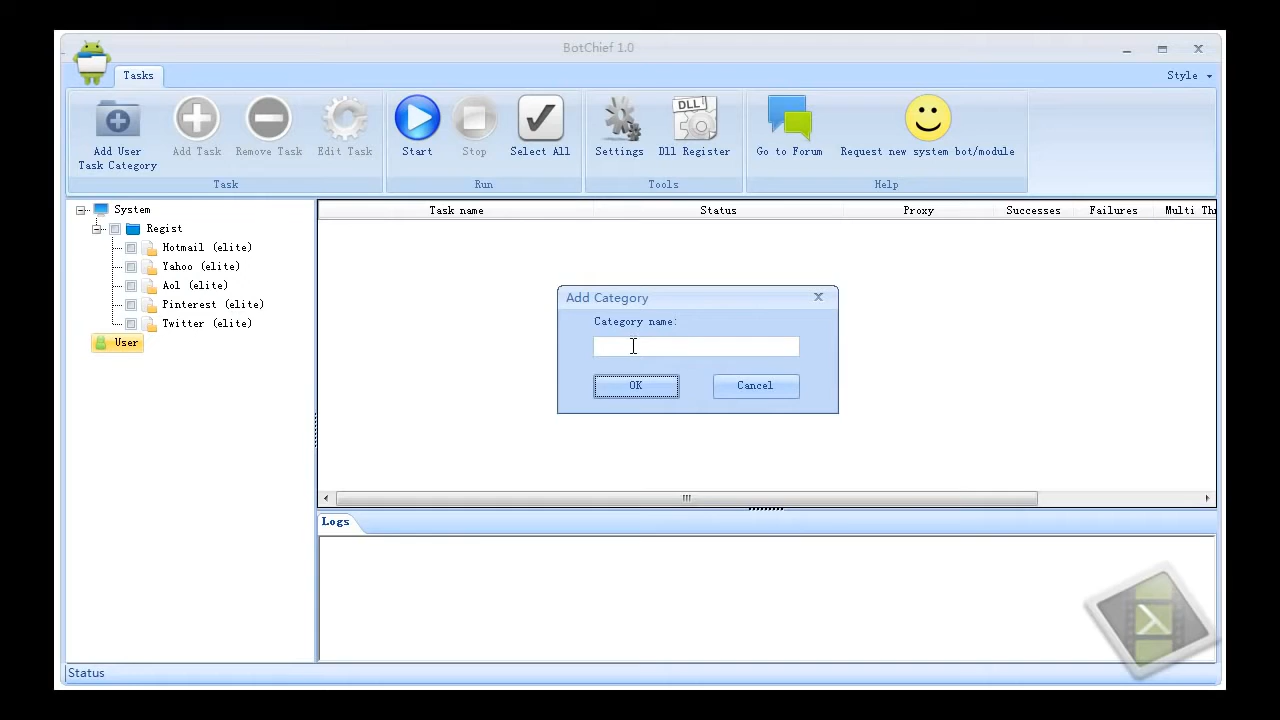 BotChief 1.0
Tasks
Style
Add User
Task Category
Add Task
Remove Task
Edit Task
Start
Stop
Select All
Settings
DLL
Dll Register
Go to Forum
Request new system bot/module
Task
Run
Tools
Help
System
Regist
Hotmail (elite)
Yahoo (elite)
Aol (elite)
Pinterest (elite)
Twitter (elite)
User
Task name
Status
Proxy
Successes
Failures
Multi Thr
Add Category
Category name:
OK
Cancel
Logs
Status